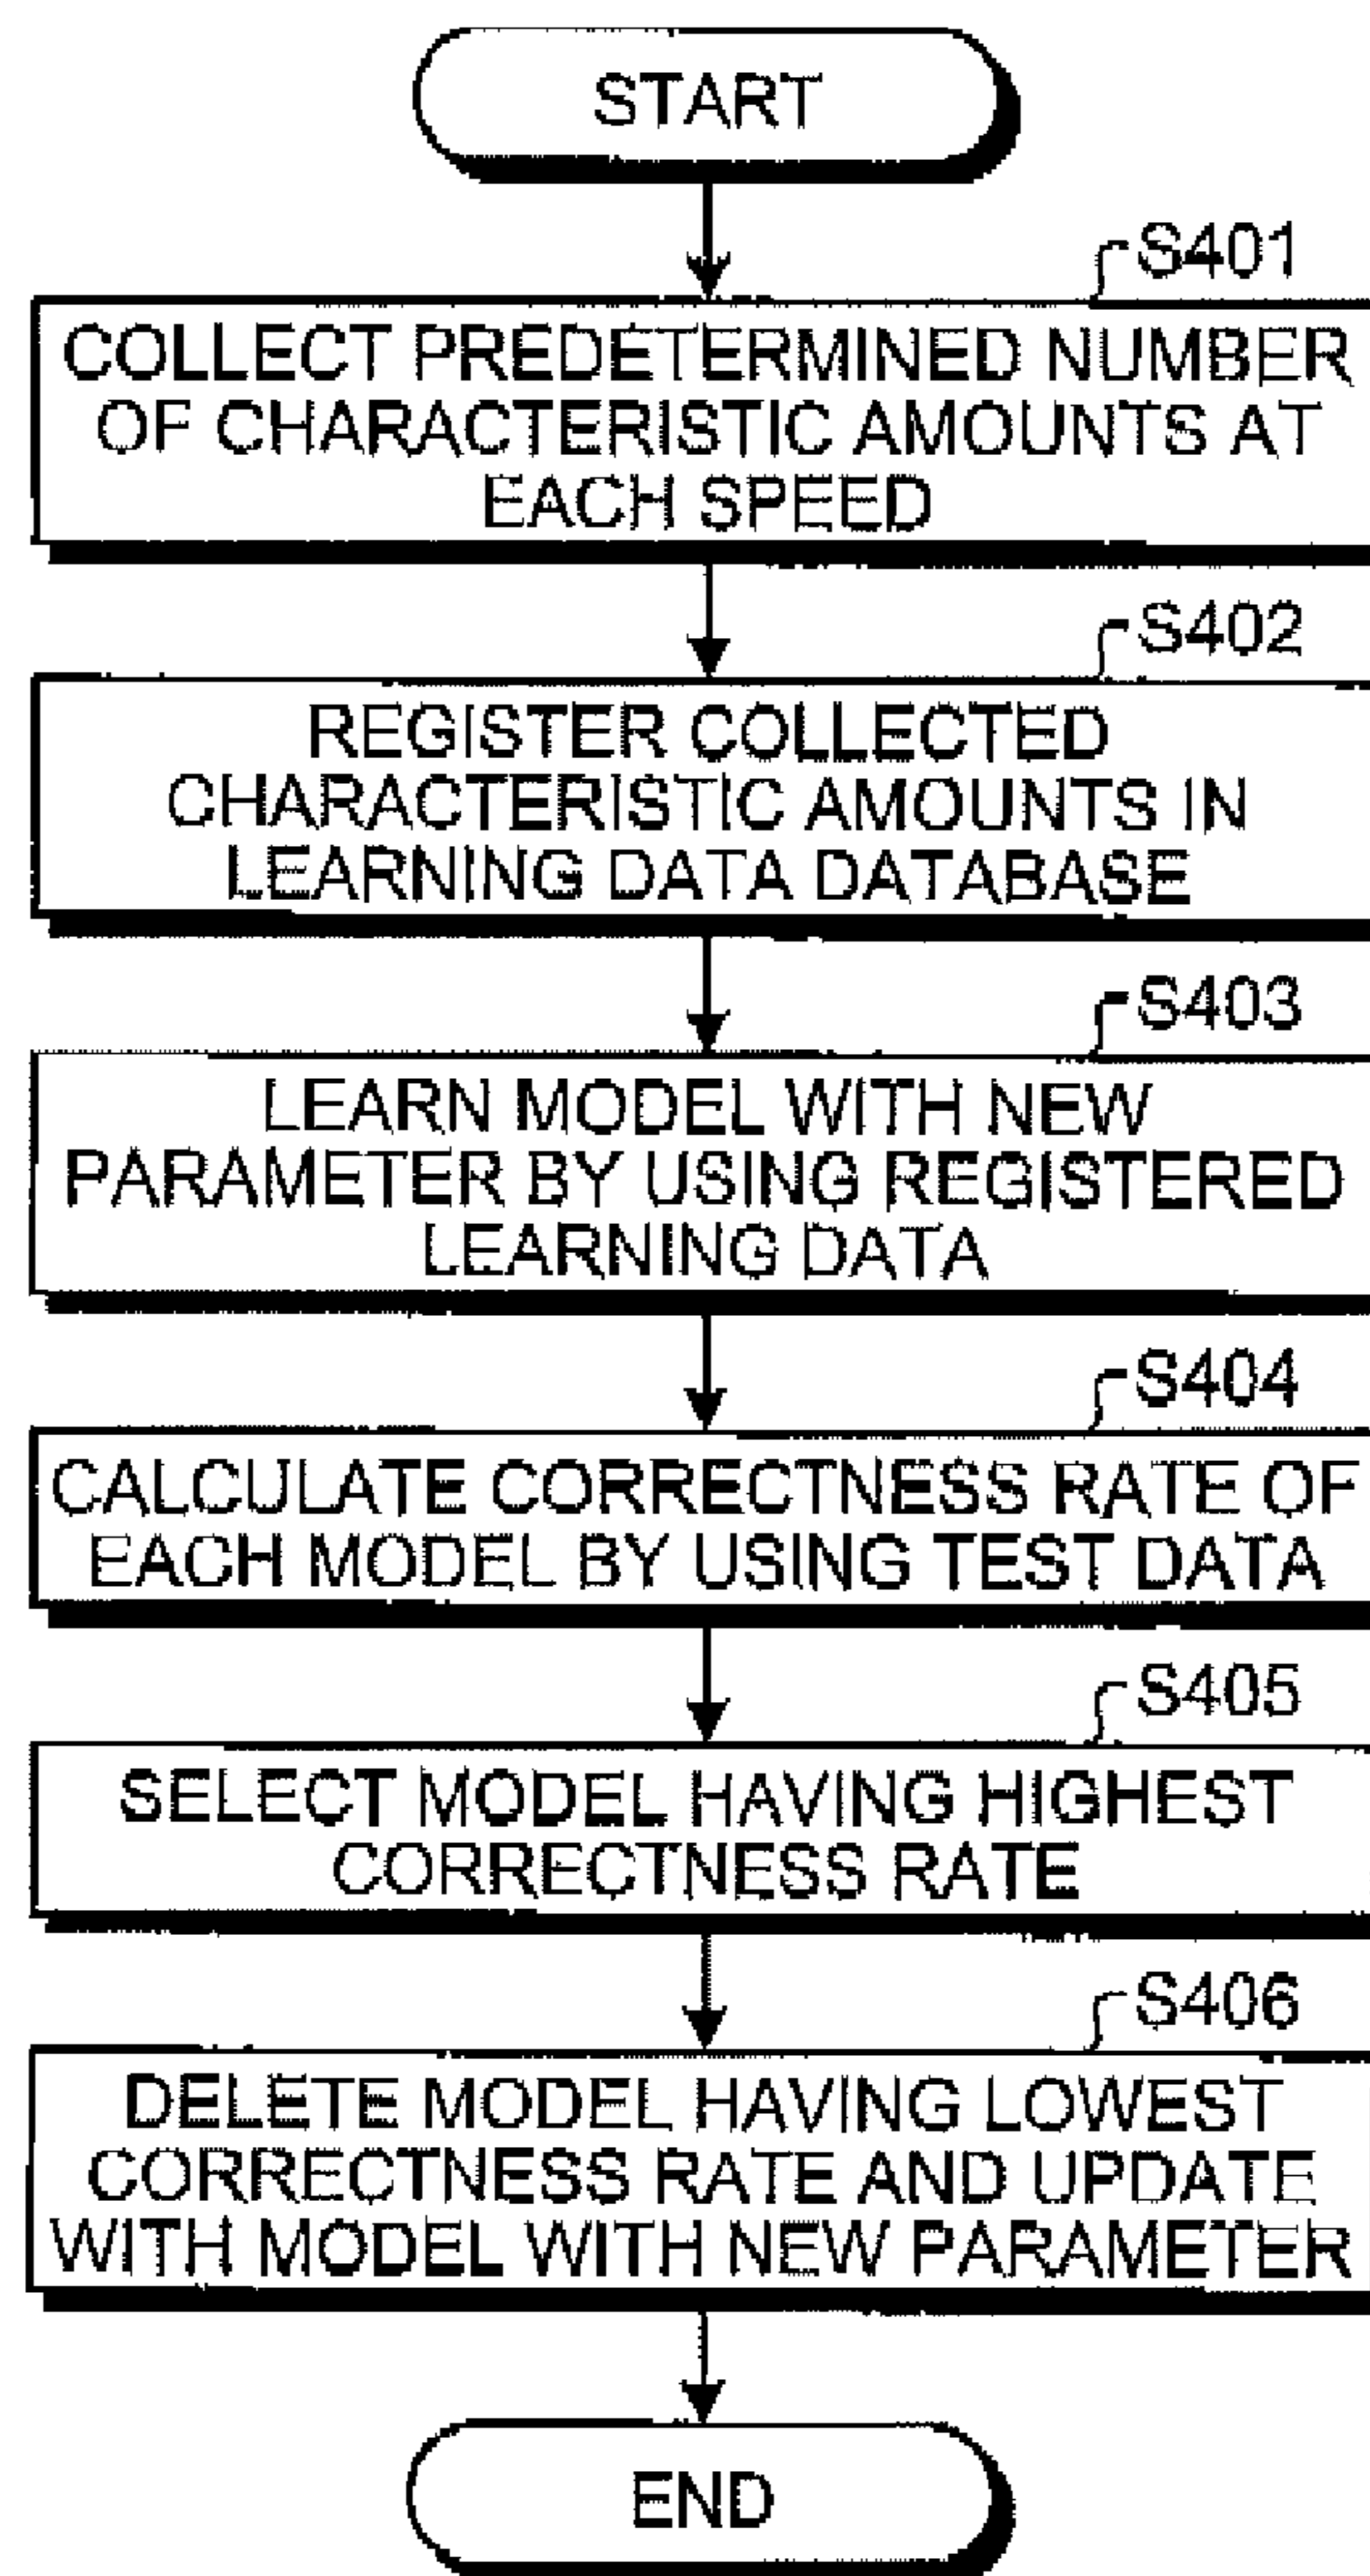 START
S401
COLLECT PREDETERMINED NUMBER
OF CHARACTERISTIC AMOUNTS AT
EACH SPEED
S402
REGISTER COLLECTED
CHARACTERISTIC AMOUNTS IN
LEARNING DATA DATABASE
S403
LEARN MODEL WITH NEW
PARAMETER BY USING REGISTERED
LEARNING DATA
S404
CALCULATE CORRECTNESS RATE OF
EACH MODEL BY USING TEST DATA
S405
SELECT MODEL HAVING HIGHEST
CORRECTNESS RATE
S406
DELETE MODEL HAVING LOWEST
CORRECTNESS RATE AND UPDATE
WITH MODEL WITH NEW PARAMETER
END